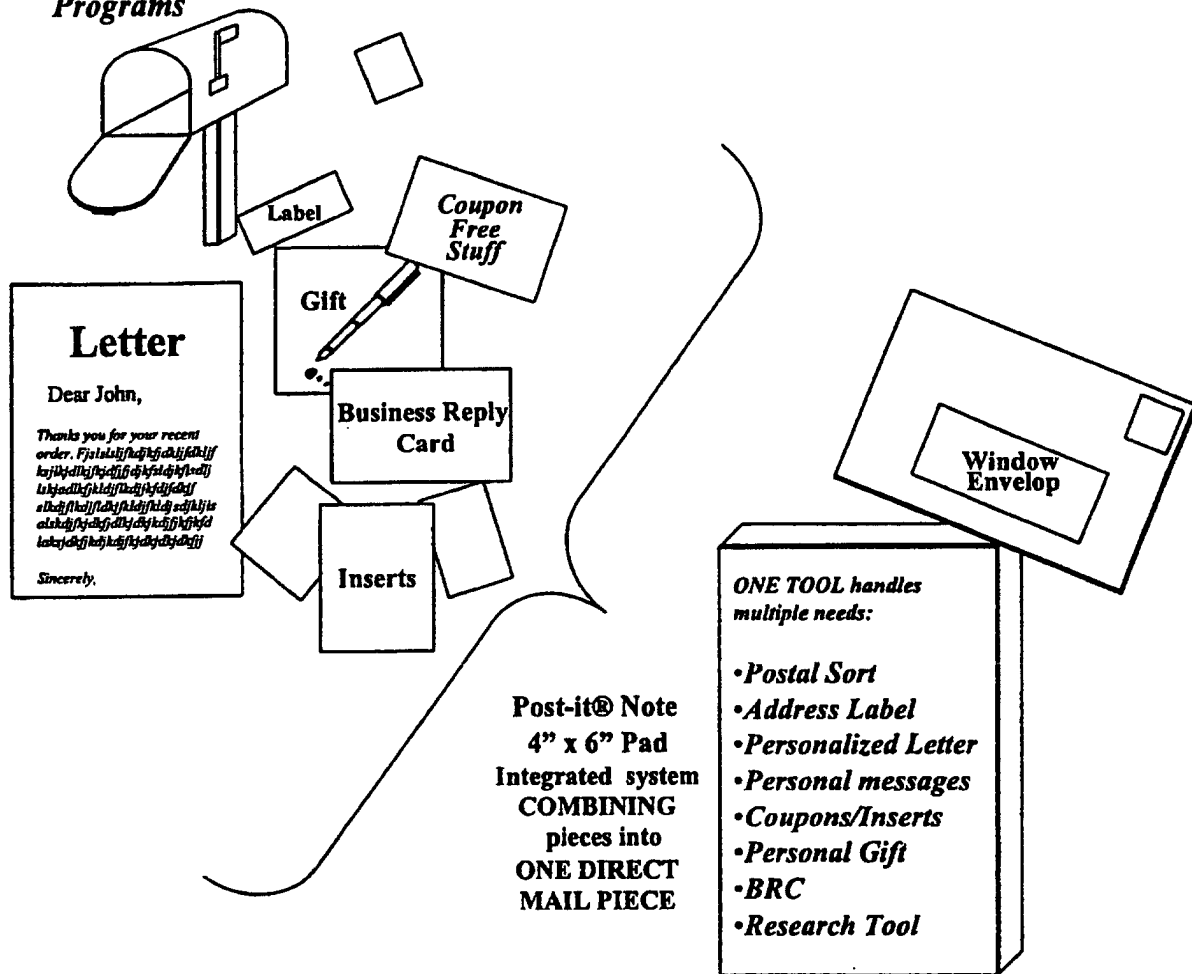 Programs
Label
Coupon
Free
Stuff
Gift
Letter
Dear John,
Thanks you for your recent
order.
Sincerely,
Business Reply
Card
Inserts
Window
Envelop
Post-it® Note
4” x 6” Pad
Integrated system
COMBINING
pieces into
ONE DIRECT
MAIL PIECE
ONE TOOL handles
multiple needs:
•Postal Sort
•Address Label
•Personalized Letter
•Personal messages
•Coupons/Inserts
•Personal Gift
•BRC
•Research Tool